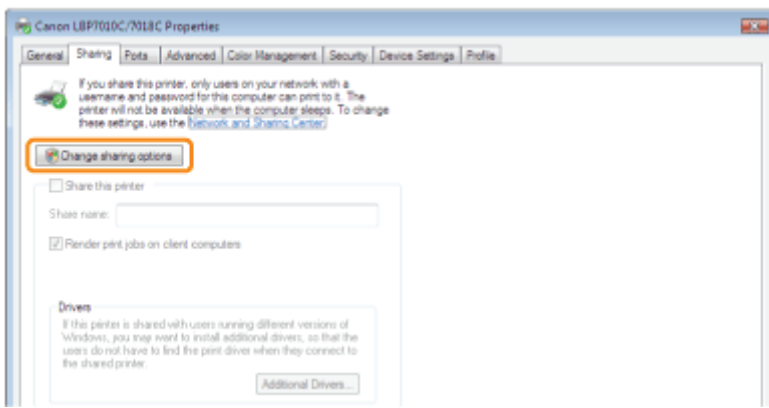 Canon LBP7010C/7018C Properties
General Sharing Ports Advanced Color Management Security Device Settings Profile
If you share this printer, only users on your network with a
username and password for this computer can print to it. The
printer will not be available when the computer sleeps. To change
these settings, use the Network and Sharing Center.
Change sharing options
Share this printer
Share name:
Render print jobs on client computers
Drivers
If this printer is shared with users running different versions of
Windows, you may want to install additional drivers, so that the
users do not have to find the print driver when they connect to
the shared printer.
Additional Drivers...